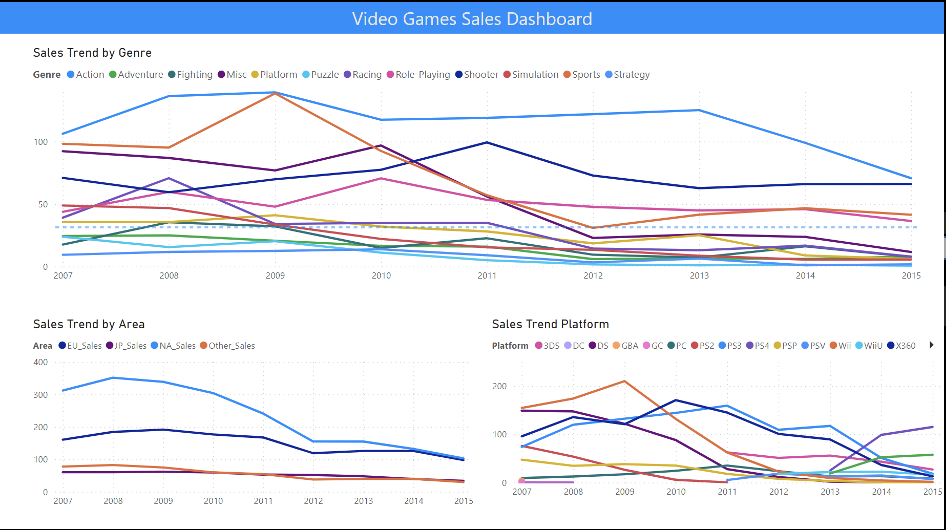 Video Games Sales Dashboard
Sales Trend by Genre
Genre Action Adventure Fighting Misc Platform Puzzle Racing Role-Playing Shooter Simulation Sports Strategy
100
50
0
2007 2008 2009 2010 2011 2012 2013 2014 2015
Sales Trend by Area
Area EU_Sales JP_Sales NA_Sales Other_Sales
400
300
200
100
0
2007 2008 2009 2010 2011 2012 2013 2014 2015
Sales Trend Platform
Platform 3DS DC DS GBA GC PC PS2 PS3 PS4 PSP PSV Wii WiiU X360
200
100
0
2007 2008 2009 2010 2011 2012 2013 2014 2015